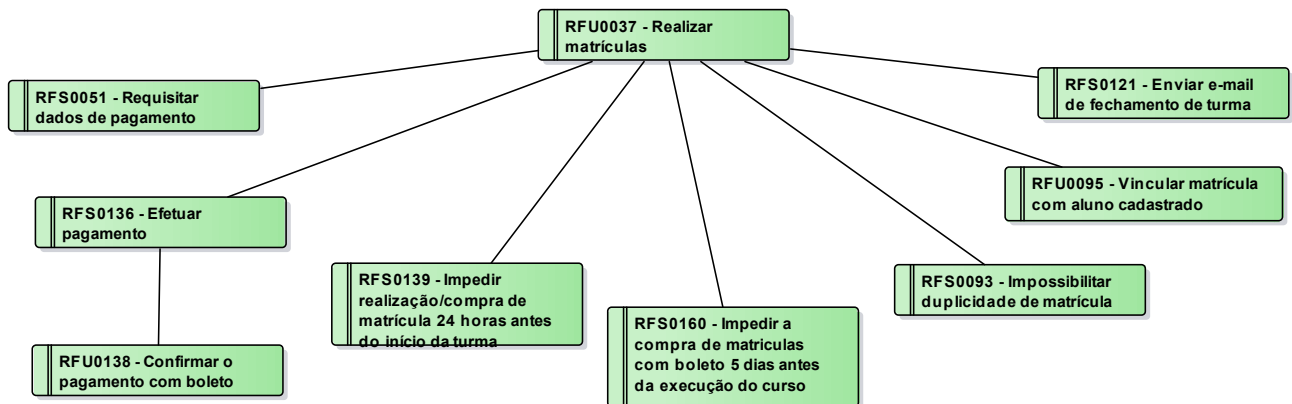 RFU0037 - Realizar
matrículas
RFS0051 - Requisitar
dados de pagamento
RFS0121 - Enviar e-mail
de fechamento de turma
RFU0095 - Vincular matrícula
com aluno cadastrado
RFS0136 - Efetuar
pagamento
RFS0139 - Impedir
realização/compra de
matrícula 24 horas antes
do início da turma
RFS0093 - Impossibilitar
duplicidade de matrícula
RFS0160 - Impedir a
compra de matriculas
com boleto 5 dias antes
da execução do curso
RFU0138 - Confirmar o
pagamento com boleto